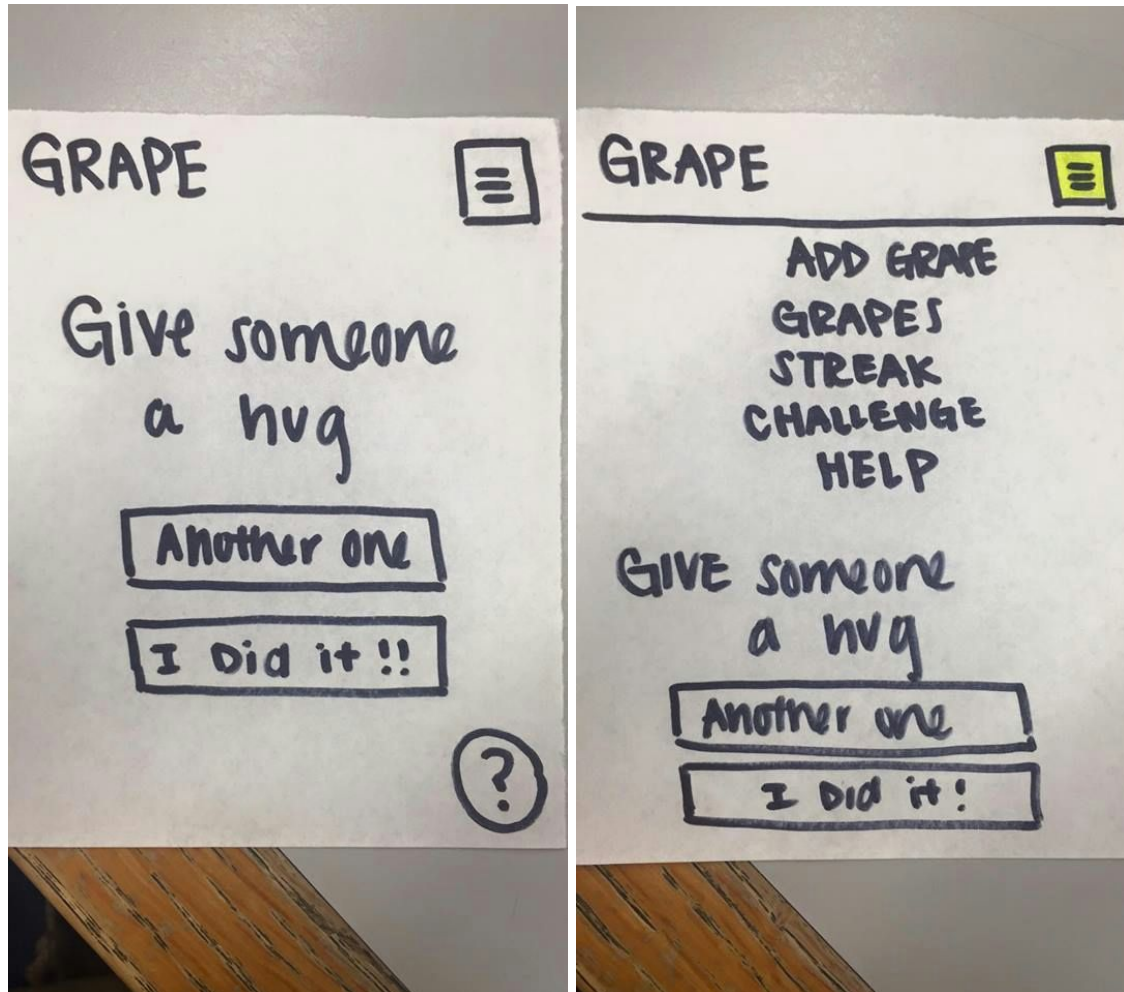 GRAPE
Give someone
a hug
Another one
I Did it!!
?
GRAPE
ADD GRAPE
GRAPES
STREAK
CHALLENGE
HELP
GIVE someone
a hug
Another one
I Did it!